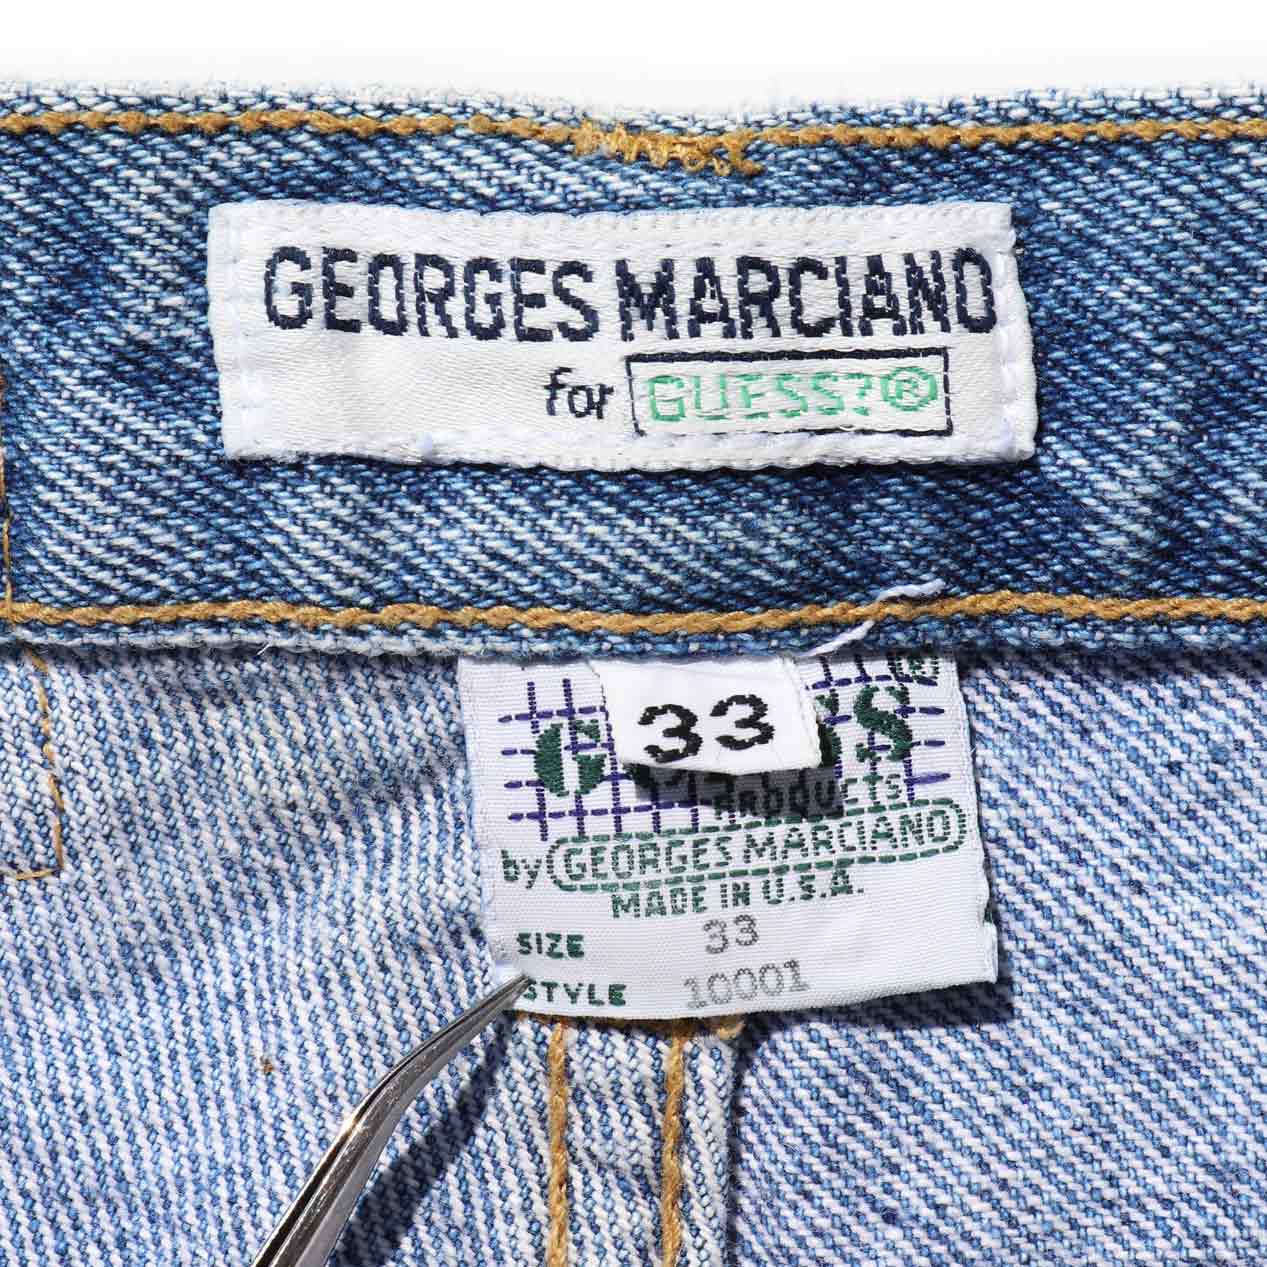 GEORGES MARCIANO
for GUESS?®
33
PRODUCTS
by GEORGES MARCIANO
MADE IN U.S.A.
SIZE 33
STYLE 10001